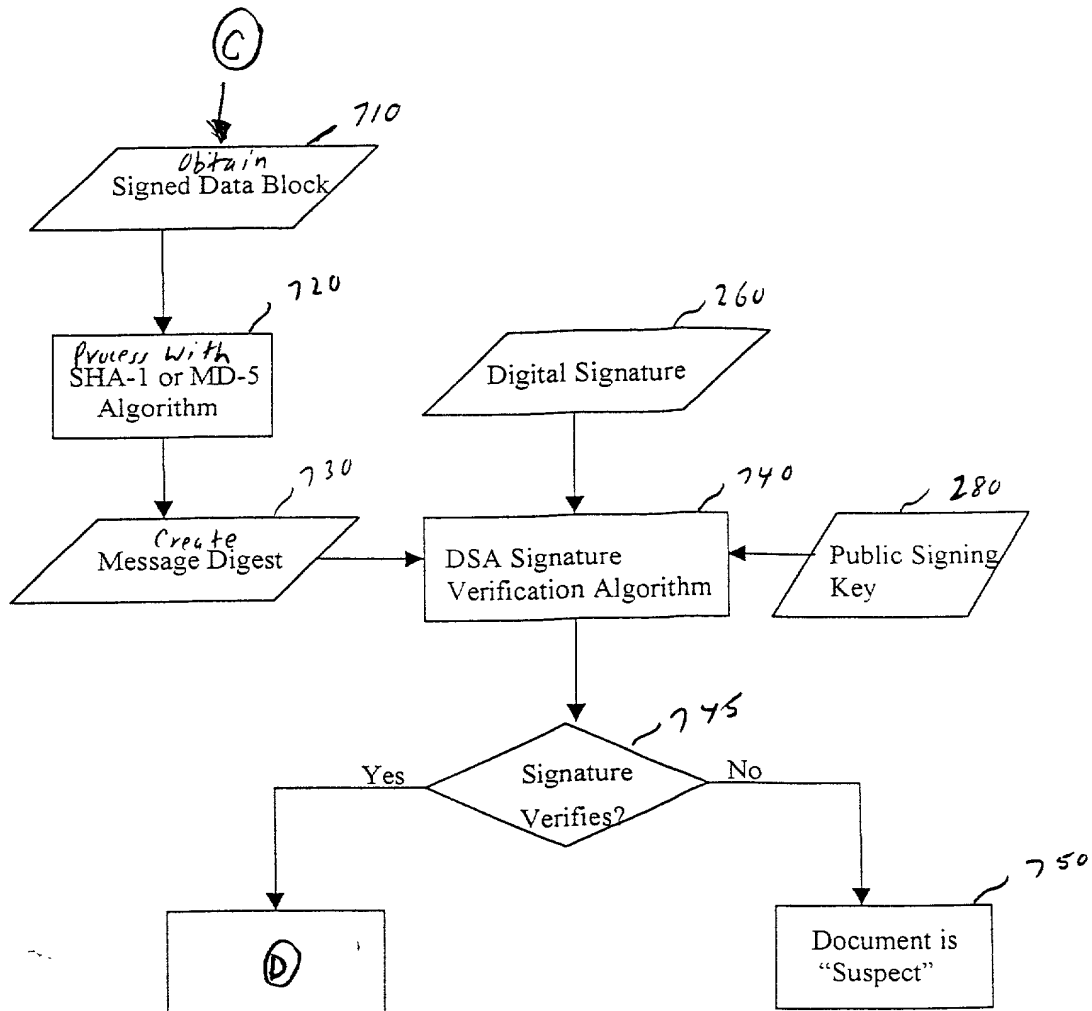 C
710
Obtain
Signed Data Block
720
Process with
SHA-1 or MD-5
Algorithm
260
Digital Signature
730
Create
Message Digest
740
DSA Signature
Verification Algorithm
280
Public Signing
Key
745
Signature
Verifies?
Yes
No
D
750
Document is
“Suspect”